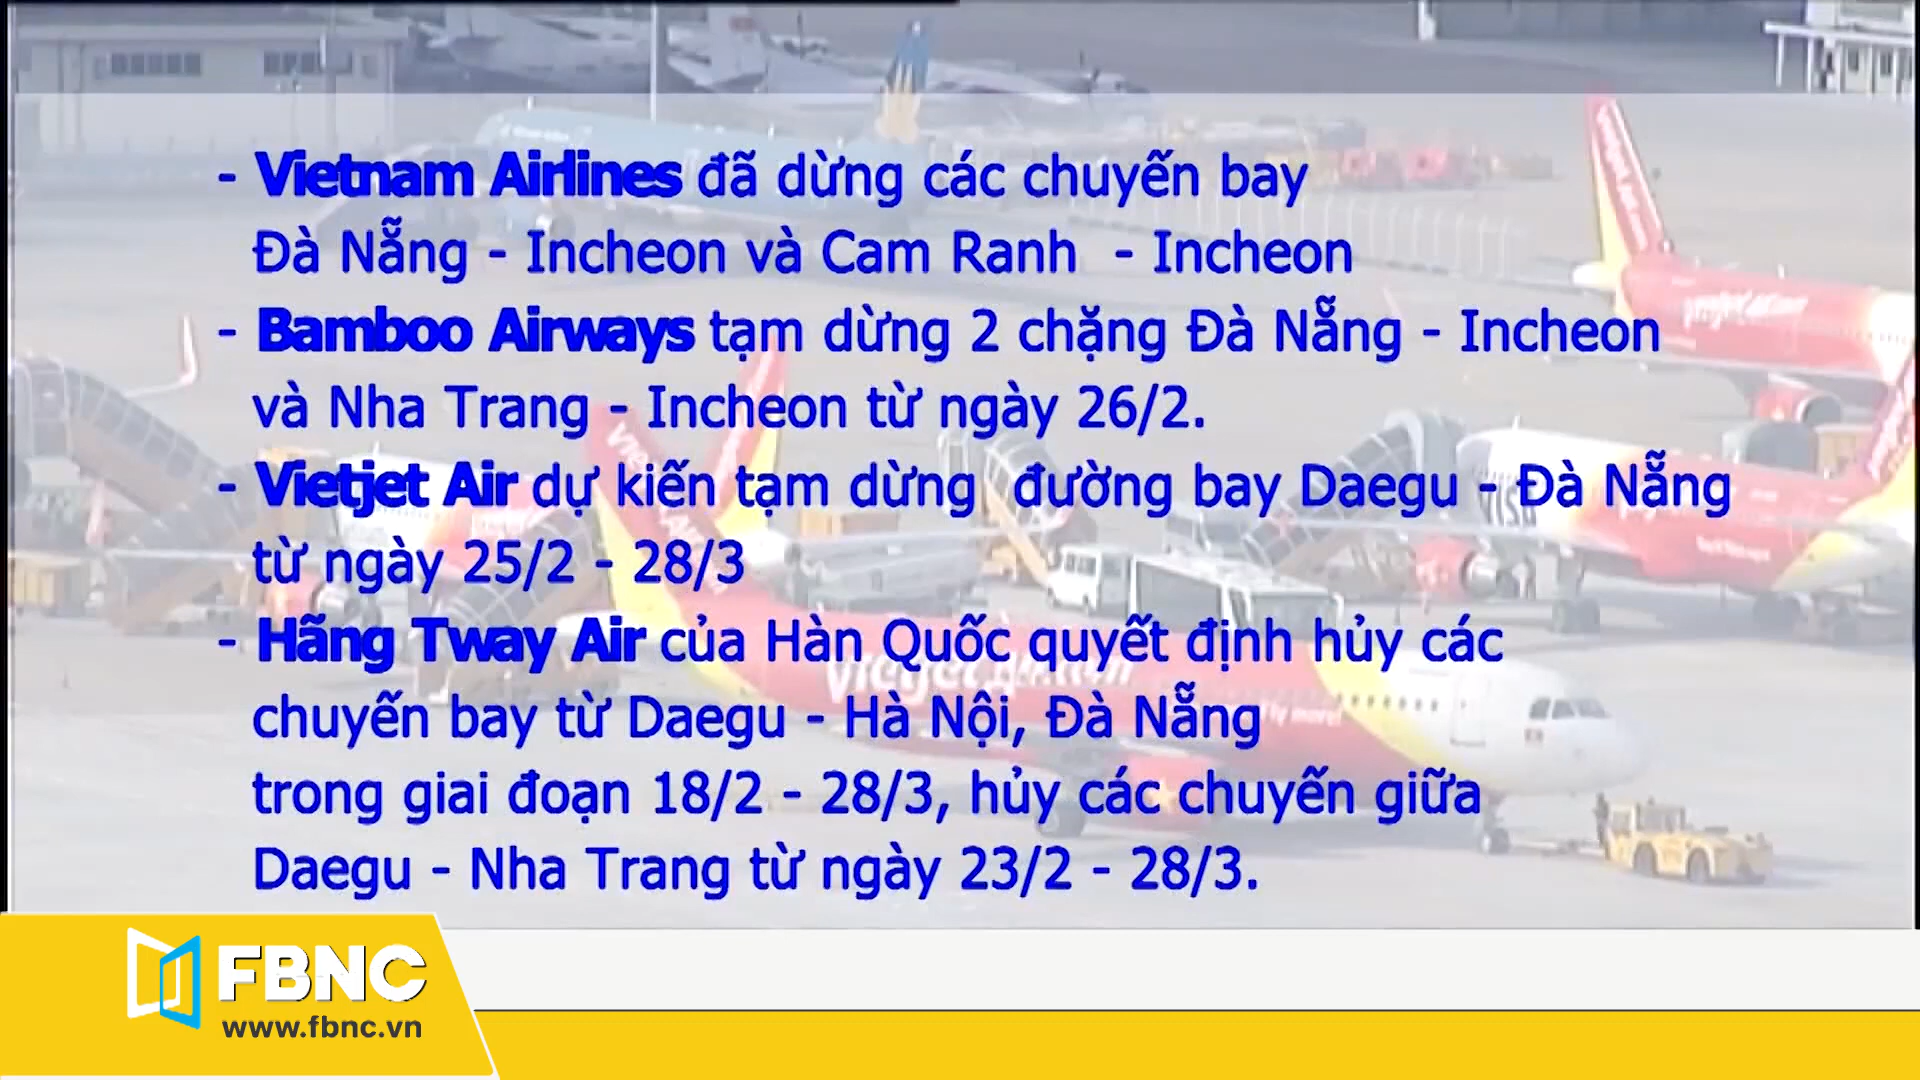 - Vietnam Airlines đã dừng các chuyến bay
Đà Nẵng - Incheon và Cam Ranh - Incheon
- Bamboo Airways tạm dừng 2 chặng Đà Nẵng - Incheon
và Nha Trang - Incheon từ ngày 26/2.
- Vietjet Air dự kiến tạm dừng đường bay Daegu - Đà Nẵng
từ ngày 25/2 - 28/3
- Hãng Tway Air của Hàn Quốc quyết định hủy các
chuyến bay từ Daegu - Hà Nội, Đà Nẵng
trong giai đoạn 18/2 - 28/3, hủy các chuyến giữa
Daegu - Nha Trang từ ngày 23/2 - 28/3.
FBNC
www.fbnc.vn